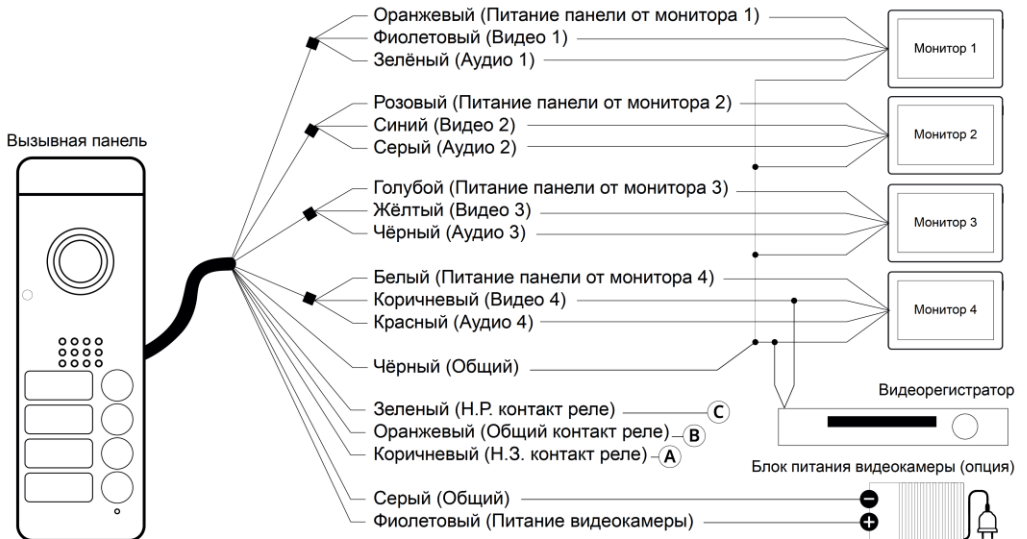 Вызывная панель
Оранжевый (Питание панели от монитора 1)
Фиолетовый (Видео 1)
Зелёный (Аудио 1)
Монитор 1
Розовый (Питание панели от монитора 2)
Синий (Видео 2)
Серый (Аудио 2)
Монитор 2
Голубой (Питание панели от монитора 3)
Жёлтый (Видео 3)
Чёрный (Аудио 3)
Монитор 3
Белый (Питание панели от монитора 4)
Коричневый (Видео 4)
Красный (Аудио 4)
Монитор 4
Чёрный (Общий)
Видеорегистратор
Зеленый (Н.Р. контакт реле) C
Оранжевый (Общий контакт реле) B
Коричневый (Н.З. контакт реле) A
Блок питания видеокамеры (опция)
Серый (Общий) −
Фиолетовый (Питание видеокамеры) +